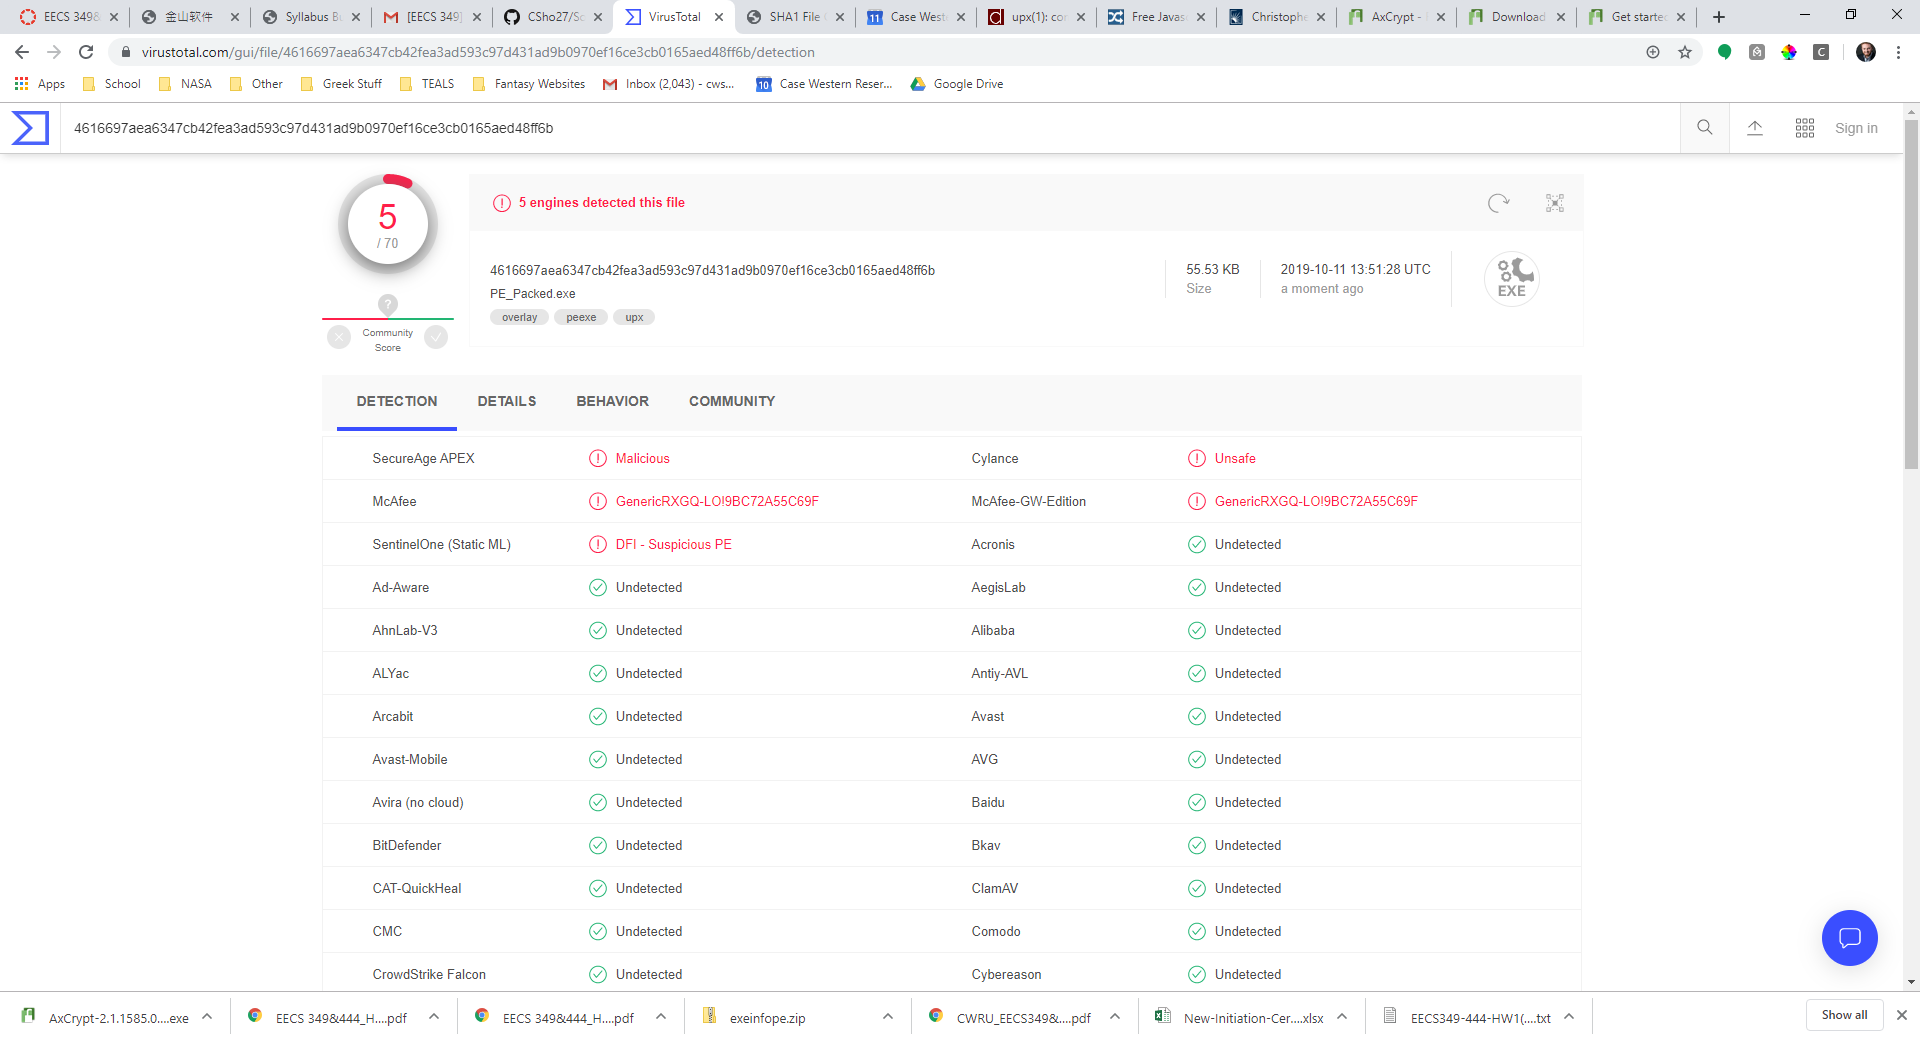 EECS 349&
金山软件
Syllabus B
[EECS 349]
CSho27/Sc
VirusTotal
SHA1 File
Case West
upx(1): cor
Free Javas
Christophe
AxCrypt -
Download
Get started
virustotal.com/gui/file/4616697aea6347cb42fea3ad593c97d431ad9b0970ef16ce3cb0165aed48ff6b/detection
Apps
School
NASA
Other
Greek Stuff
TEALS
Fantasy Websites
Inbox (2,043) - cws...
10
Case Western Reser...
Google Drive
4616697aea6347cb42fea3ad593c97d431ad9b0970ef16ce3cb0165aed48ff6b
Sign in
5
/ 70
?
Community
Score
5 engines detected this file
4616697aea6347cb42fea3ad593c97d431ad9b0970ef16ce3cb0165aed48ff6b
PE_Packed.exe
overlay peexe upx
55.53 KB
Size
2019-10-11 13:51:28 UTC
a moment ago
EXE
DETECTION DETAILS BEHAVIOR COMMUNITY
SecureAge APEX Malicious Cylance Unsafe
McAfee GenericRXGQ-LO!9BC72A55C69F McAfee-GW-Edition GenericRXGQ-LO!9BC72A55C69F
SentinelOne (Static ML) DFI - Suspicious PE Acronis Undetected
Ad-Aware Undetected AegisLab Undetected
AhnLab-V3 Undetected Alibaba Undetected
ALYac Undetected Antiy-AVL Undetected
Arcabit Undetected Avast Undetected
Avast-Mobile Undetected AVG Undetected
Avira (no cloud) Undetected Baidu Undetected
BitDefender Undetected Bkav Undetected
CAT-QuickHeal Undetected ClamAV Undetected
CMC Undetected Comodo Undetected
CrowdStrike Falcon Undetected Cybereason Undetected
AxCrypt-2.1.1585.0....exe
EECS 349&444_H....pdf
EECS 349&444_H....pdf
exeinfope.zip
CWRU_EECS349&....pdf
New-Initiation-Cer....xlsx
EECS349-444-HW1(....txt
Show all